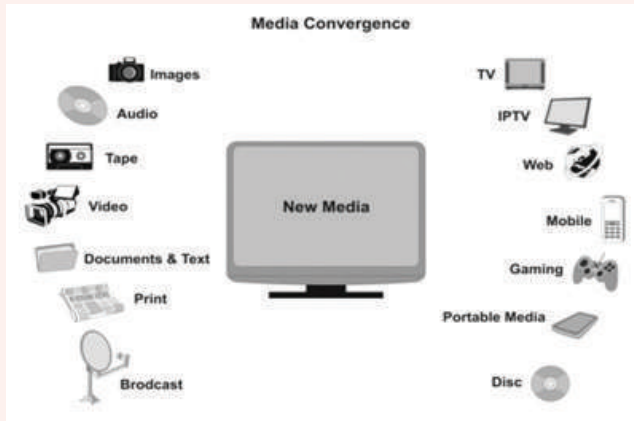 Media Convergence
Images
Audio
Tape
Video
Documents & Text
Print
Brodcast
New Media
TV
IPTV
Web
Mobile
Gaming
Portable Media
Disc